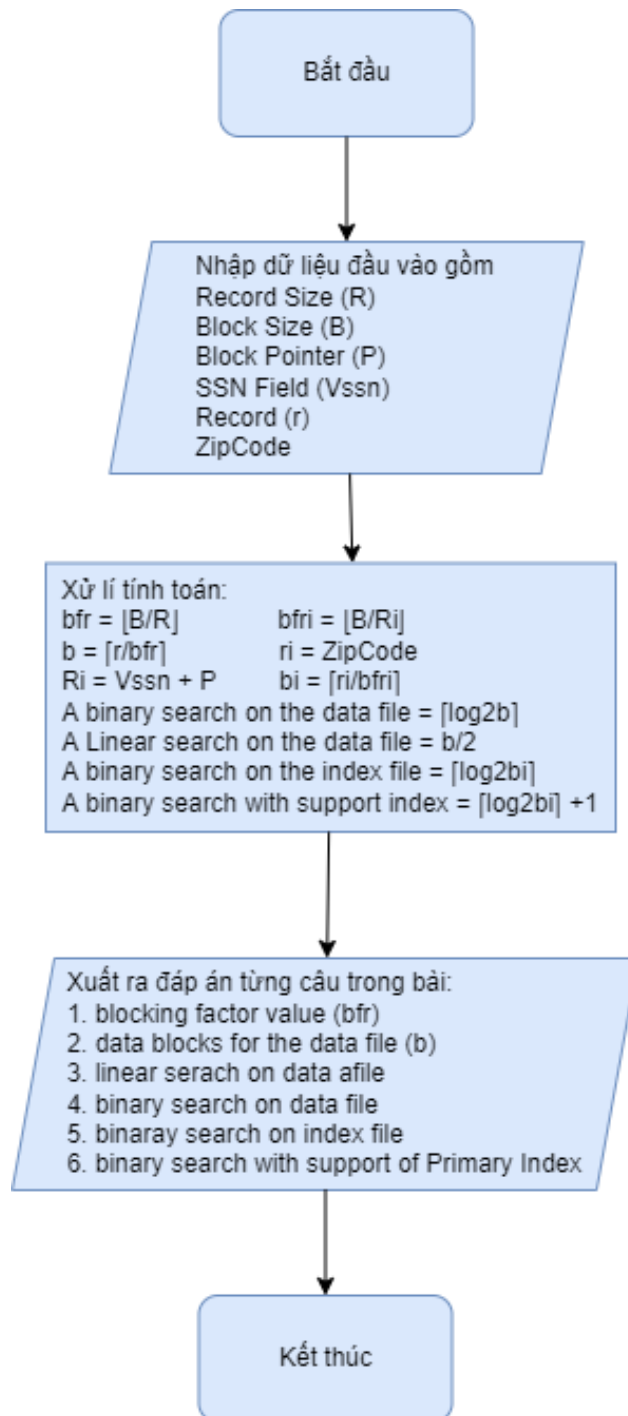 Bắt đầu
Nhập dữ liệu đầu vào gồm
Record Size (R)
Block Size (B)
Block Pointer (P)
SSN Field (Vssn)
Record (r)
ZipCode
Xử lí tính toán:
bfr = ⌊B/R⌋ bfri = ⌊B/Ri⌋
b = ⌈r/bfr⌉ ri = ZipCode
Ri = Vssn + P bi = ⌈ri/bfri⌉
A binary search on the data file = ⌈log2b⌉
A Linear search on the data file = b/2
A binary search on the index file = ⌈log2bi⌉
A binary search with support index = ⌈log2bi⌉ +1
Xuất ra đáp án từng câu trong bài:
1. blocking factor value (bfr)
2. data blocks for the data file (b)
3. linear serach on data afile
4. binary search on data file
5. binaray search on index file
6. binary search with support of Primary Index
Kết thúc